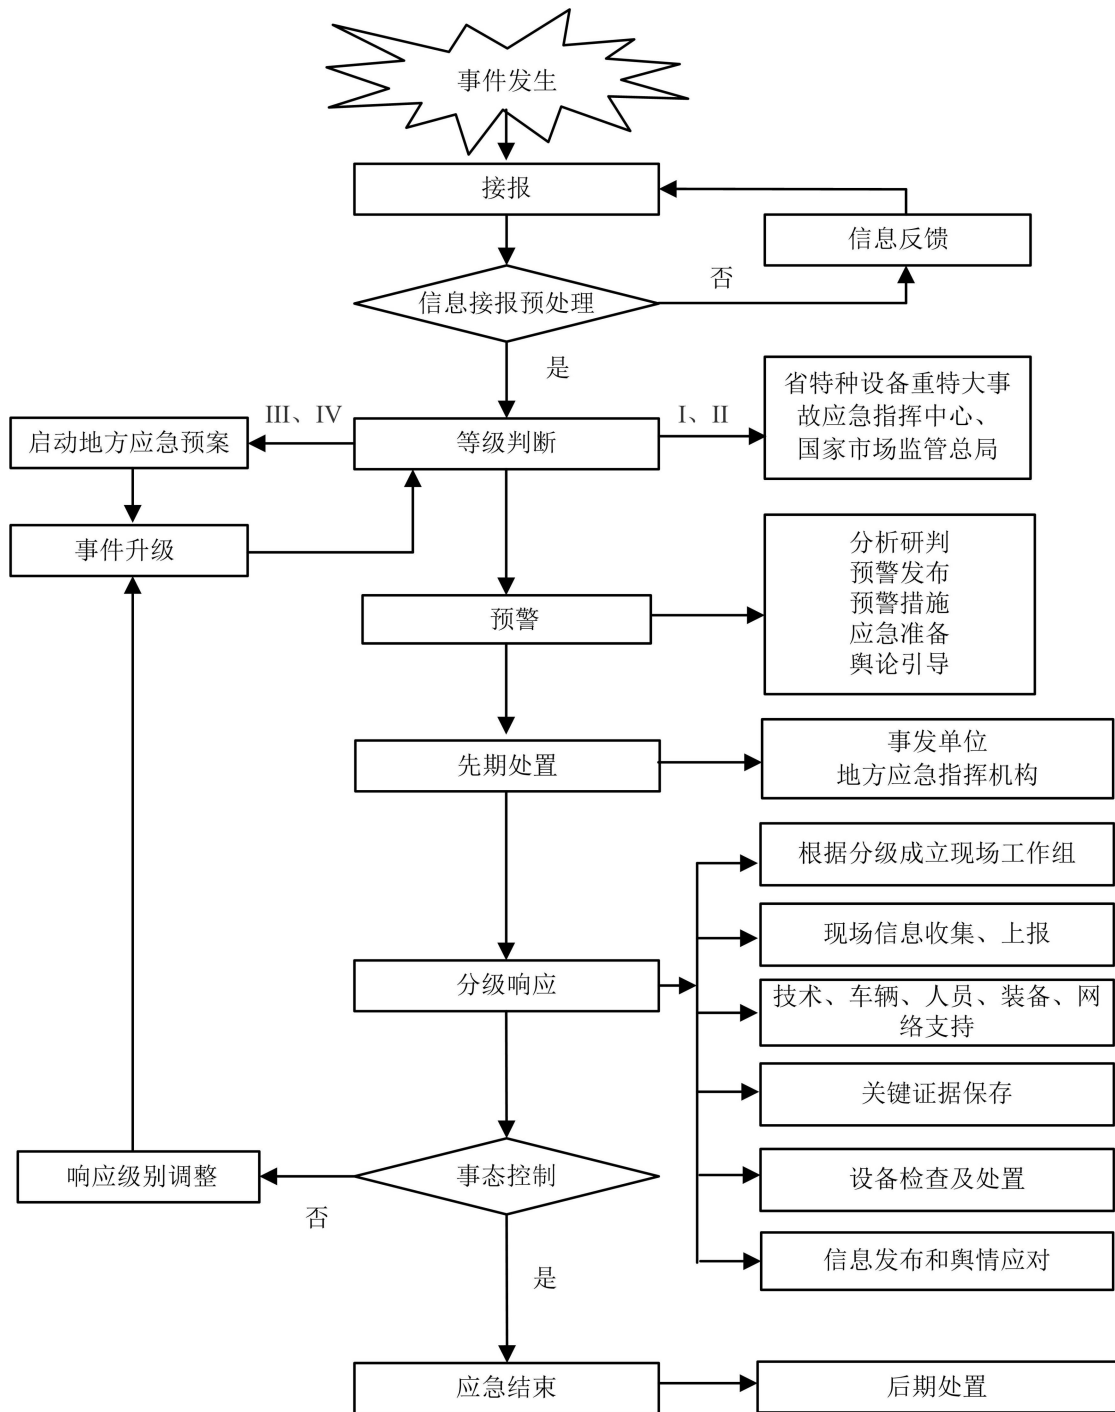 事件发生
接报
信息反馈
否
信息接报预处理
是
省特种设备重特大事
故应急指挥中心、
国家市场监管总局
III、IV
I、II
启动地方应急预案
等级判断
事件升级
分析研判
预警发布
预警措施
应急准备
舆论引导
预警
先期处置
事发单位
地方应急指挥机构
根据分级成立现场工作组
现场信息收集、上报
分级响应
技术、车辆、人员、装备、网
络支持
关键证据保存
响应级别调整
事态控制
设备检查及处置
否
信息发布和舆情应对
是
应急结束
后期处置